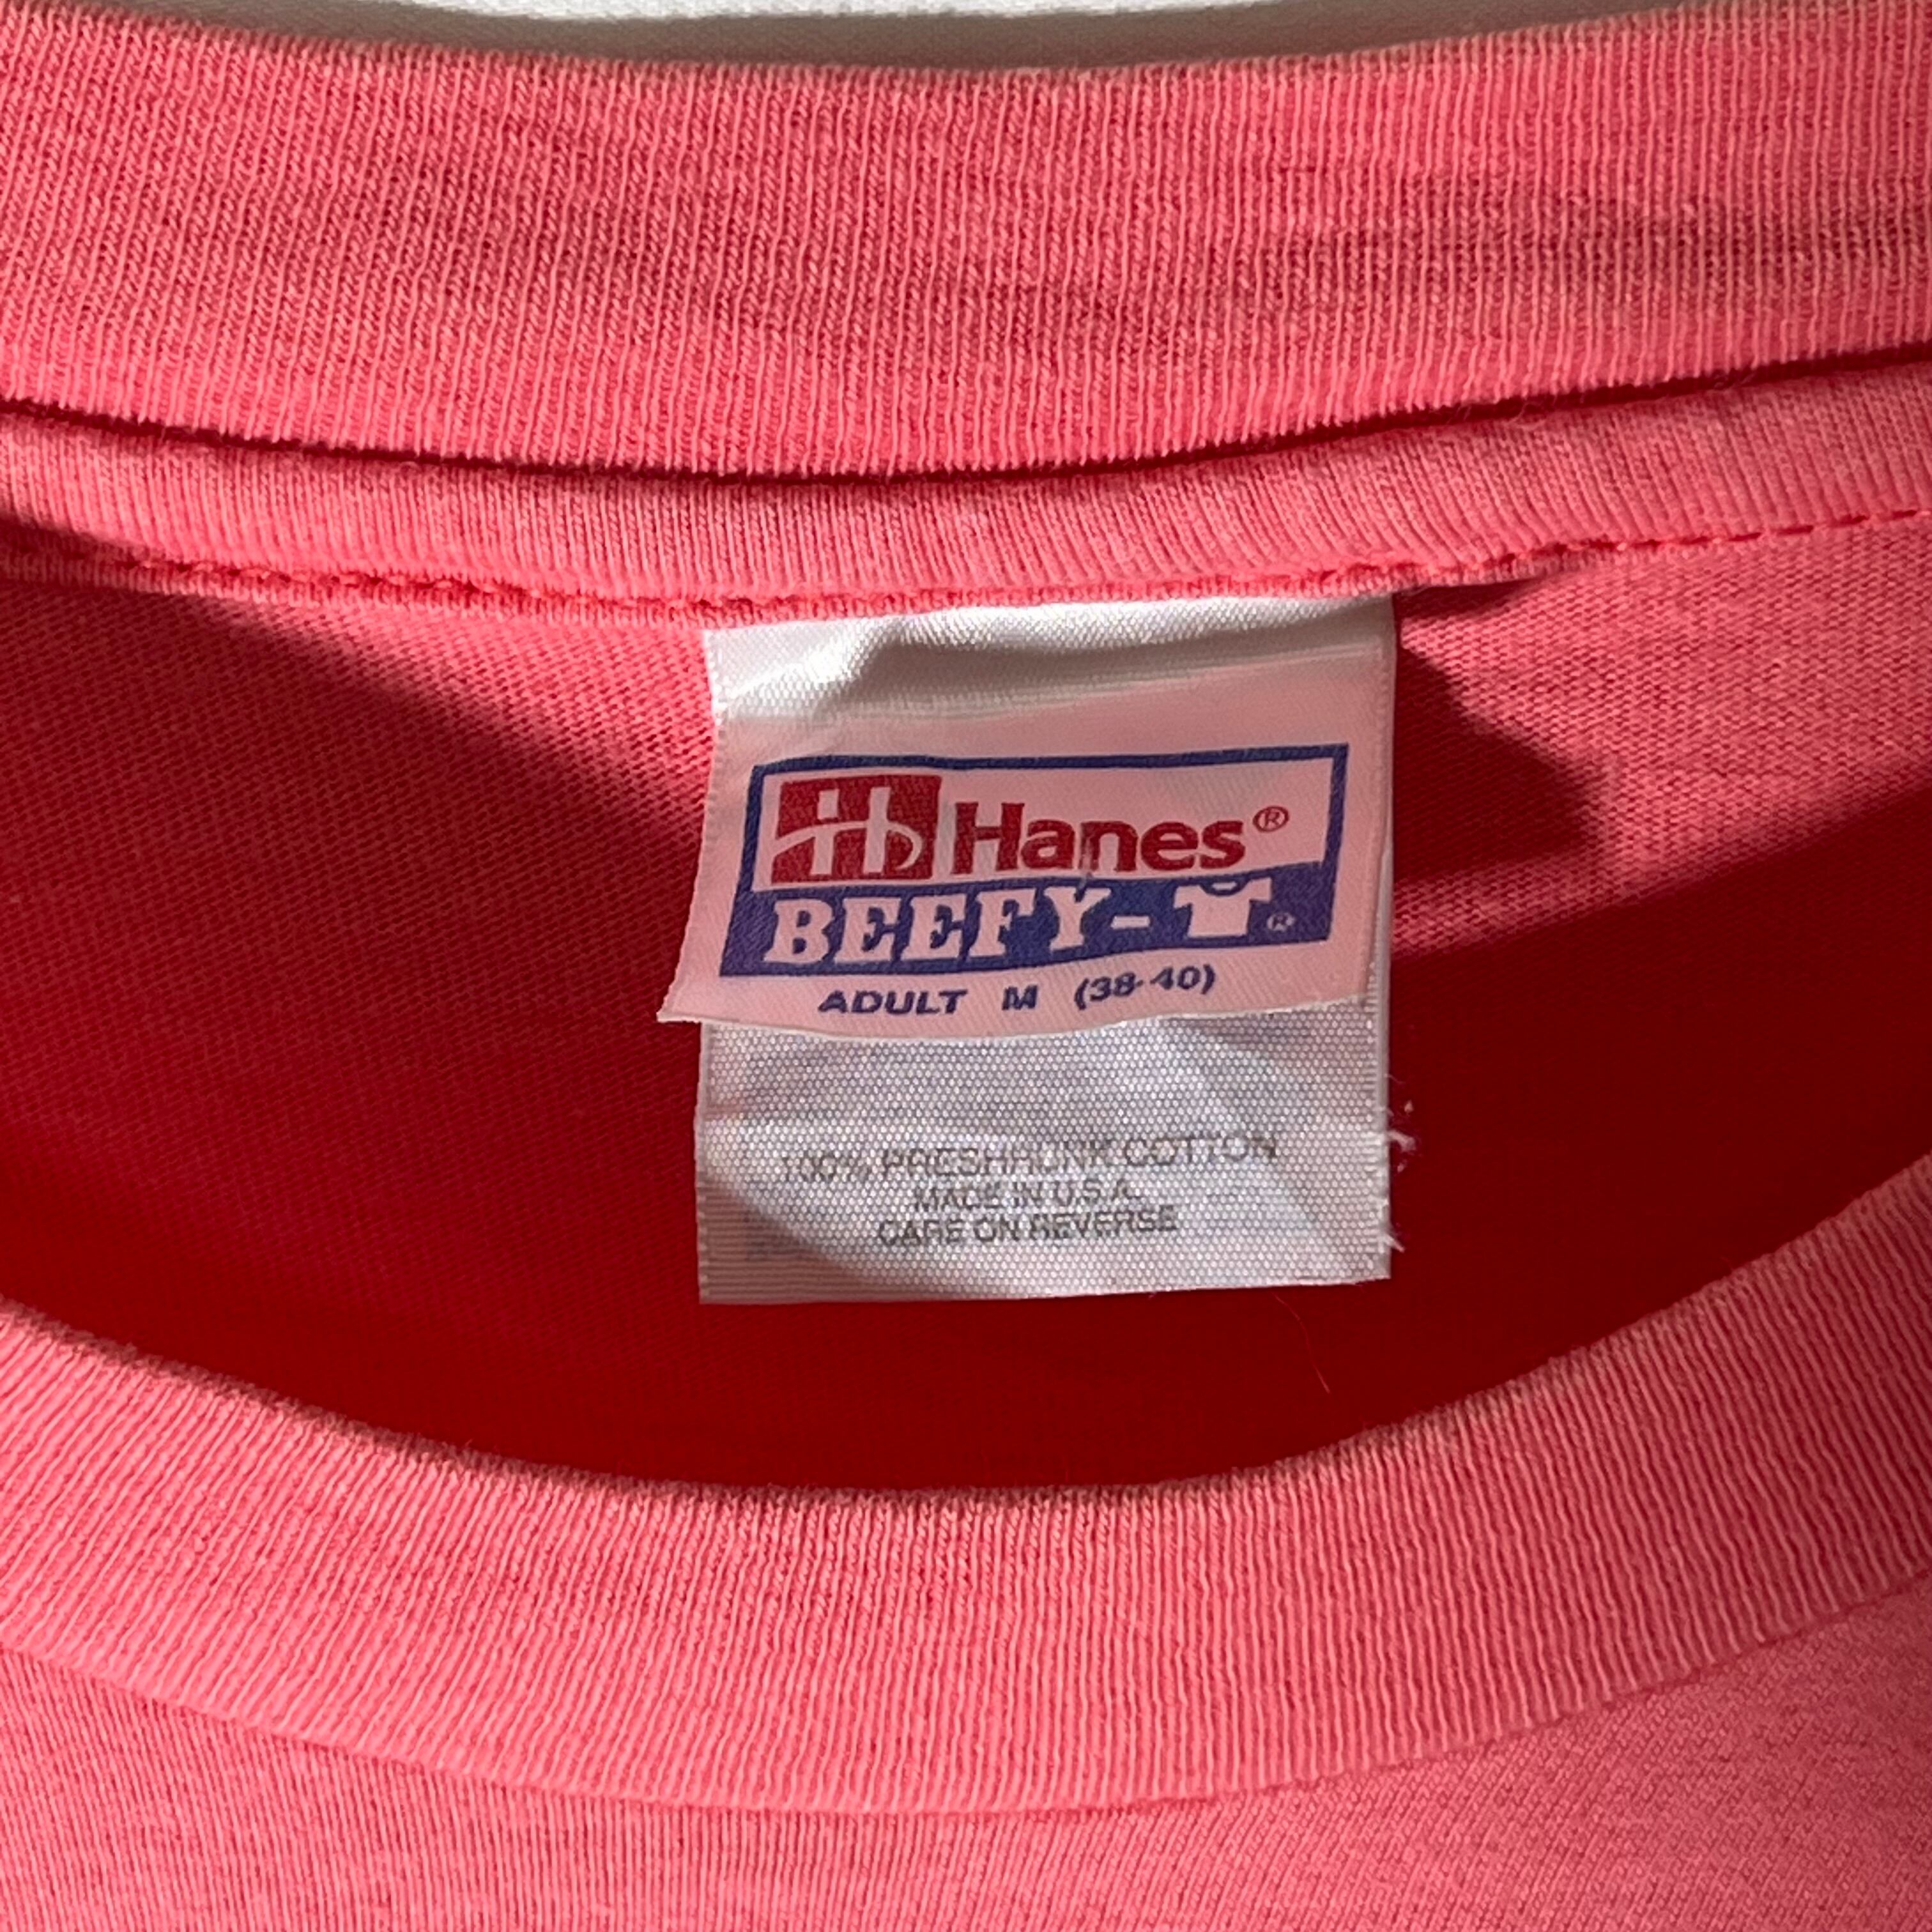 Hanes®
BEEFY-T®
ADULT M (38-40)
100% PRESHRUNK COTTON
MADE IN U.S.A.
CARE ON REVERSE